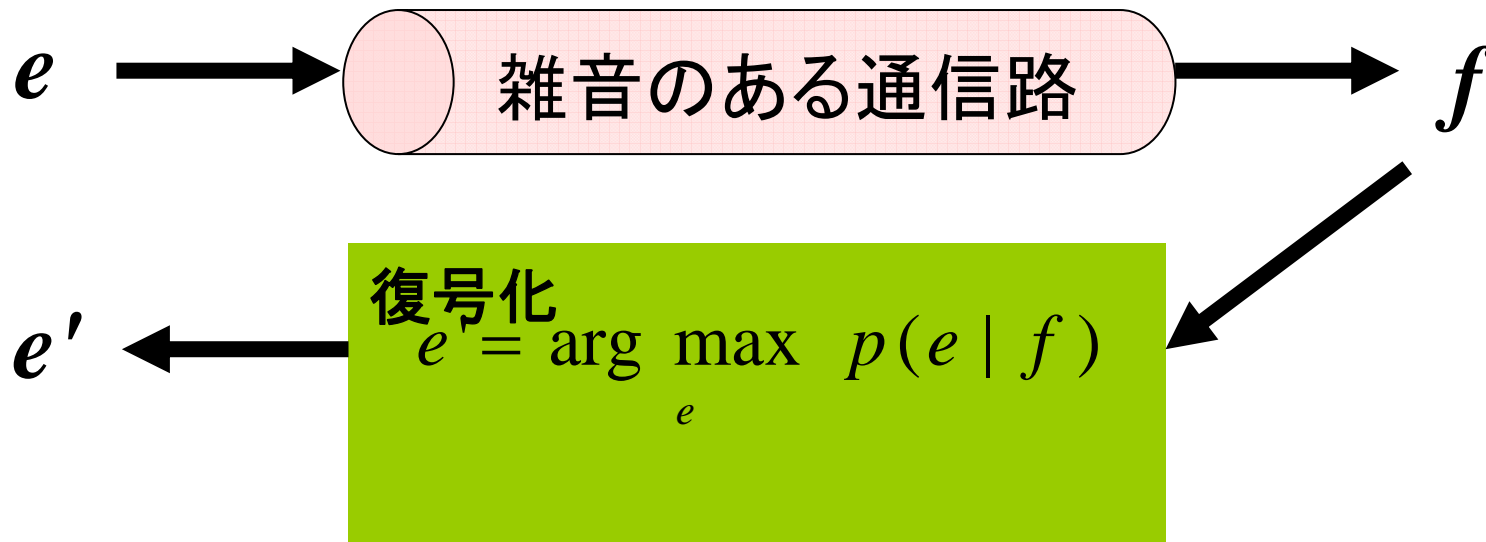 e
雑音のある通信路
f
復号化
e' = arg max p(e | f)
e
e'